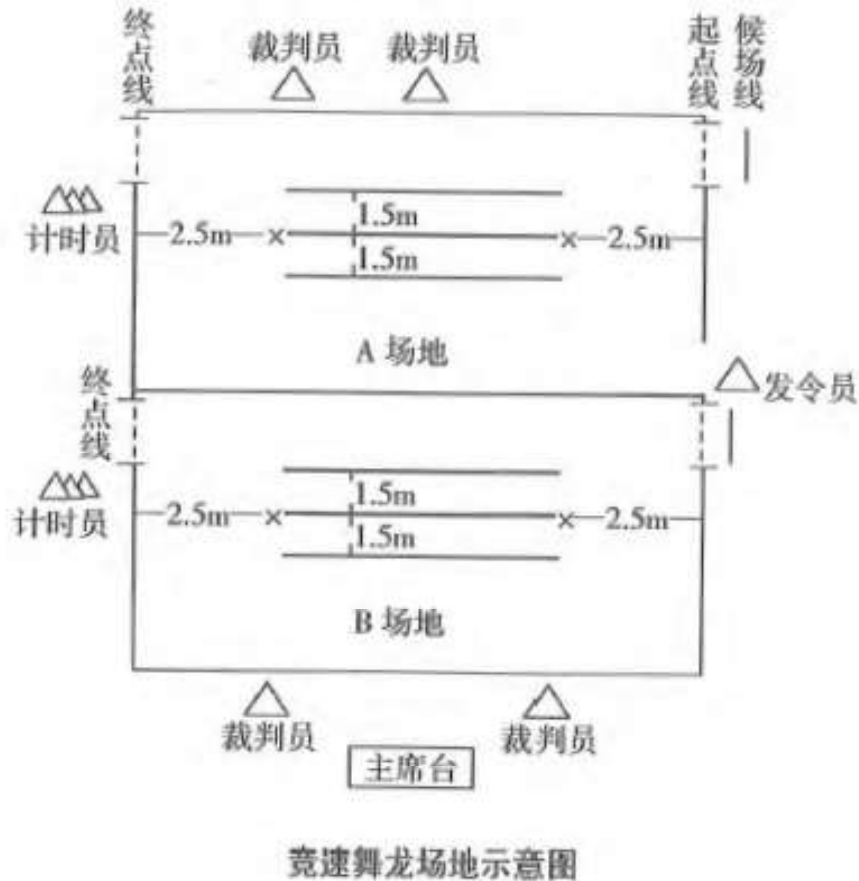 终点线
裁判员
裁判员
起点线
候场线
计时员
2.5m
×
1.5m
1.5m
×
2.5m
A 场地
终点线
发令员
计时员
2.5m
×
1.5m
1.5m
×
2.5m
B 场地
裁判员
裁判员
主席台
竞速舞龙场地示意图